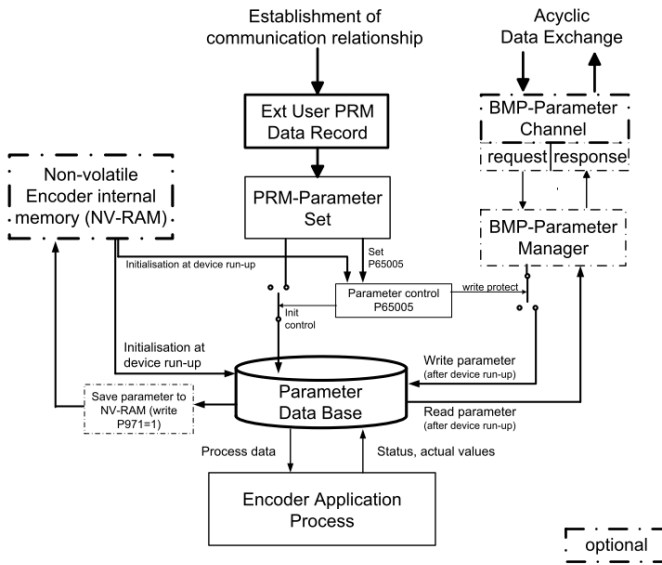 Establishment of
communication relationship
Acyclic
Data Exchange
Ext User PRM
Data Record
BMP-Parameter
Channel
request response
Non-volatile
Encoder internal
memory (NV-RAM)
PRM-Parameter
Set
BMP-Parameter
Manager
Set
P65005
Initialisation at device run-up
Parameter control
P65005
write protect
Init
control
Initialisation at
device run-up
Write parameter
(after device run-up)
Parameter
Data Base
Save parameter to
NV-RAM (write
P971=1)
Read parameter
(after device run-up)
Process data
Status, actual values
Encoder Application
Process
optional